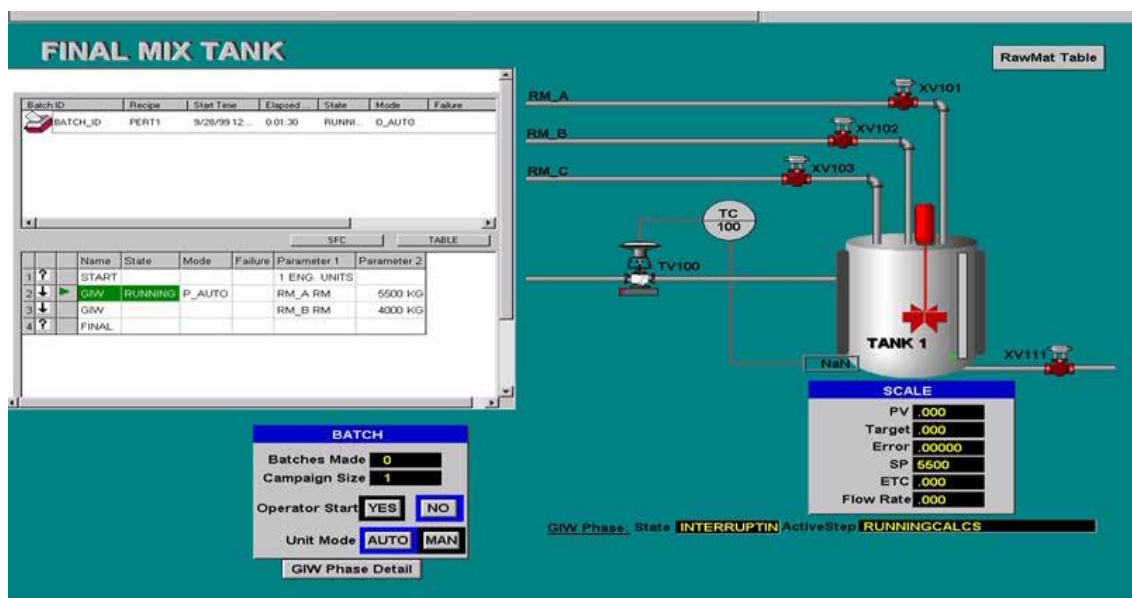 FINAL MIX TANK
RawMat Table
Batch ID Recipe Start Time Elapsed ... State Mode Failure
BATCH_ID PERT1 9/28/99 12... 0:01:30 RUNNI... O_AUTO
SFC TABLE
Name State Mode Failure Parameter 1 Parameter 2
1 ? START 1 ENG. UNITS
2 GIW RUNNING P_AUTO RM_A RM 5500 KG
3 GIW RM_B RM 4000 KG
4 ? FINAL
RM_A
XV101
RM_B
XV102
RM_C
XV103
TC
100
TV100
TANK 1
NaN
XV111
SCALE
PV .000
Target .000
Error .00000
SP 5500
ETC .000
Flow Rate .000
BATCH
Batches Made 0
Campaign Size 1
Operator Start YES NO
Unit Mode AUTO MAN
GIW Phase Detail
GIW Phase: State INTERRUPTIN ActiveStep RUNNINGCALCS